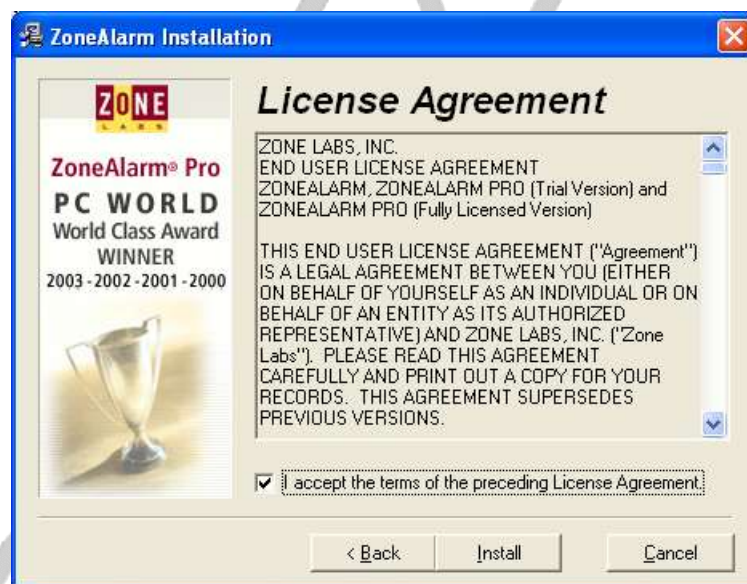 ZoneAlarm Installation
ZONE
LABS
ZoneAlarm® Pro
PC WORLD
World Class Award
WINNER
2003 - 2002 - 2001 - 2000
License Agreement
ZONE LABS, INC.
END USER LICENSE AGREEMENT
ZONEALARM, ZONEALARM PRO (Trial Version) and
ZONEALARM PRO (Fully Licensed Version)
THIS END USER LICENSE AGREEMENT ("Agreement")
IS A LEGAL AGREEMENT BETWEEN YOU (EITHER
ON BEHALF OF YOURSELF AS AN INDIVIDUAL OR ON
BEHALF OF AN ENTITY AS ITS AUTHORIZED
REPRESENTATIVE) AND ZONE LABS, INC. ("Zone
Labs"). PLEASE READ THIS AGREEMENT
CAREFULLY AND PRINT OUT A COPY FOR YOUR
RECORDS. THIS AGREEMENT SUPERSEDES
PREVIOUS VERSIONS.
I accept the terms of the preceding License Agreement.
< Back
Install
Cancel